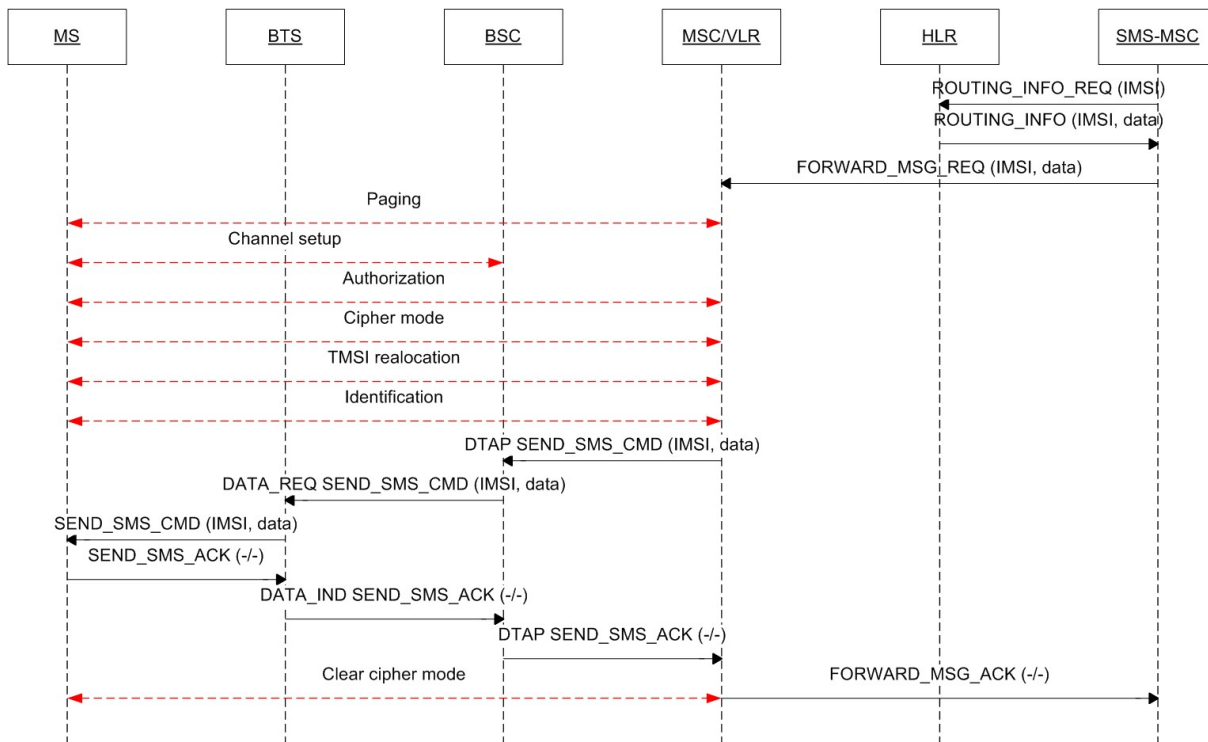 MS
BTS
BSC
MSC/VLR
HLR
SMS-MSC
ROUTING_INFO_REQ (IMSI)
ROUTING_INFO (IMSI, data)
FORWARD_MSG_REQ (IMSI, data)
Paging
Channel setup
Authorization
Cipher mode
TMSI realocation
Identification
DTAP SEND_SMS_CMD (IMSI, data)
DATA_REQ SEND_SMS_CMD (IMSI, data)
SEND_SMS_CMD (IMSI, data)
SEND_SMS_ACK (-/-)
DATA_IND SEND_SMS_ACK (-/-)
DTAP SEND_SMS_ACK (-/-)
Clear cipher mode
FORWARD_MSG_ACK (-/-)